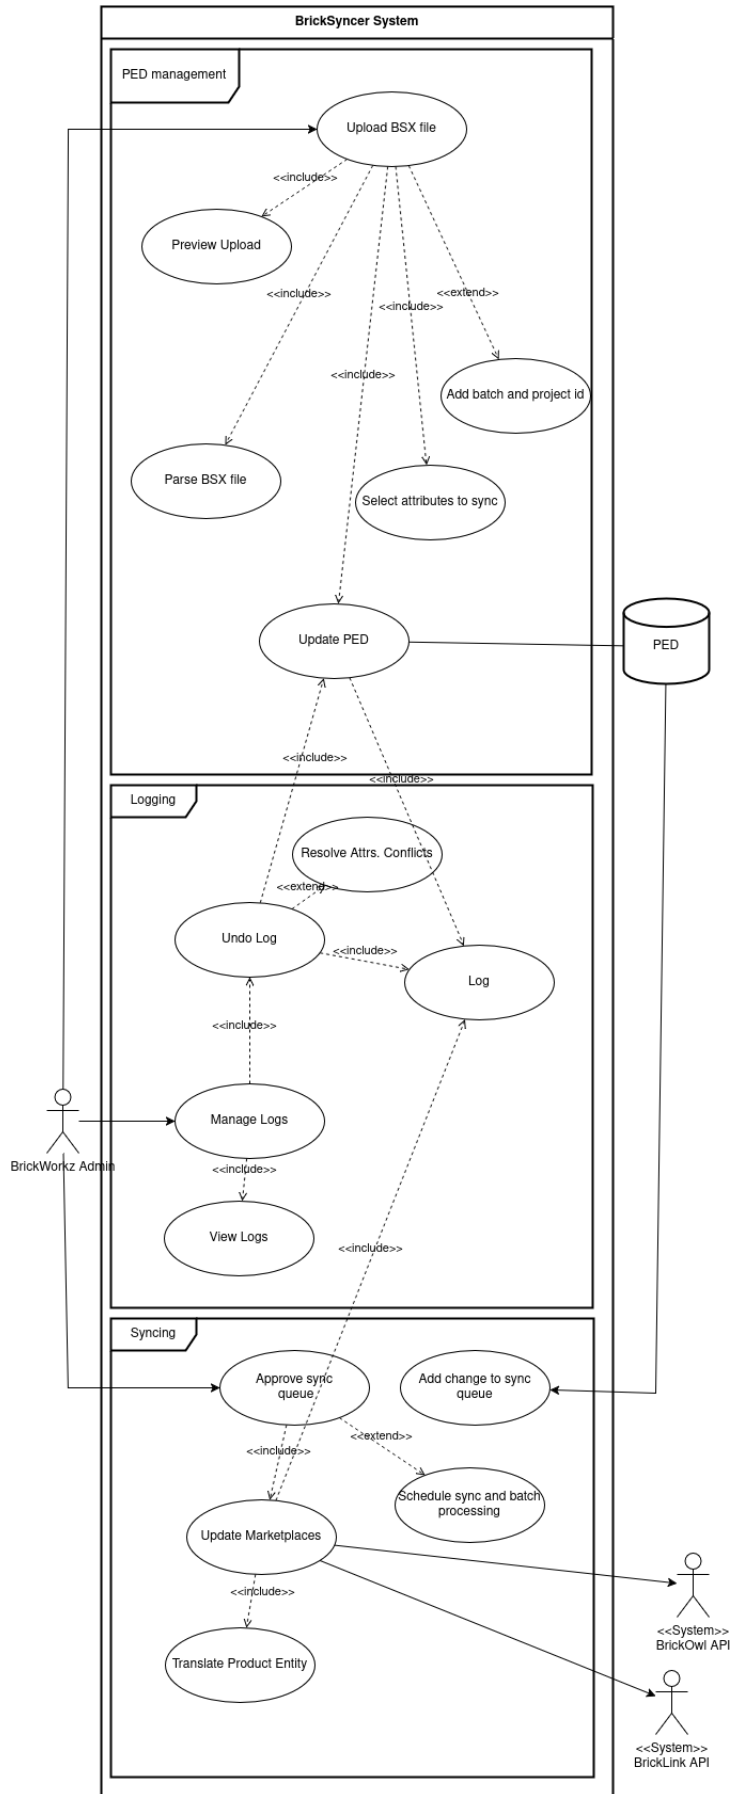 BrickSyncer System
PED management
Upload BSX file
<<include>>
Preview Upload
<<include>>
<<extend>>
<<include>>
<<include>>
Add batch and project id
Parse BSX file
Select attributes to sync
Update PED
PED
<<include>>
<<include>>
Logging
Resolve Attrs. Conflicts
<<extend>>
Undo Log
<<include>>
Log
<<include>>
Manage Logs
BrickWorkz Admin
<<include>>
View Logs
<<include>>
Syncing
Approve sync
queue
Add change to sync
queue
<<extend>>
<<include>>
Schedule sync and batch
processing
Update Marketplaces
<<include>>
<<System>>
BrickOwl API
Translate Product Entity
<<System>>
BrickLink API